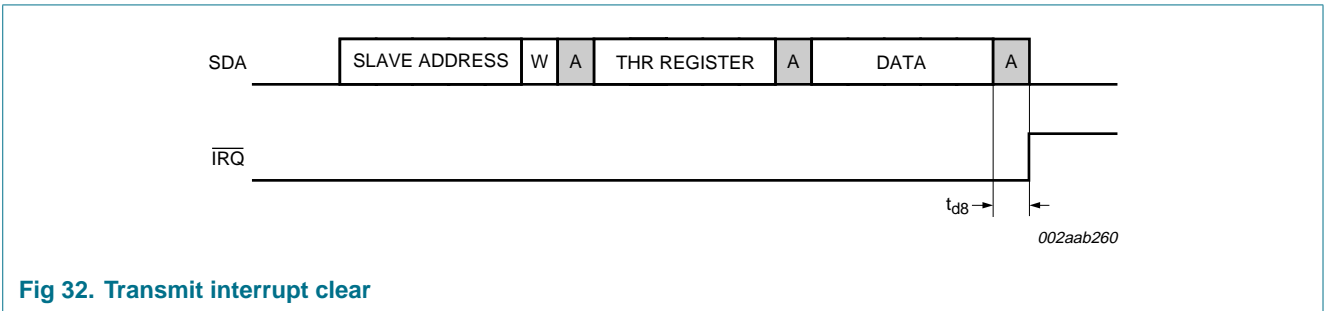 SDA SLAVE ADDRESS W A THR REGISTER A DATA A
IRQ
td8
002aab260
Fig 32. Transmit interrupt clear